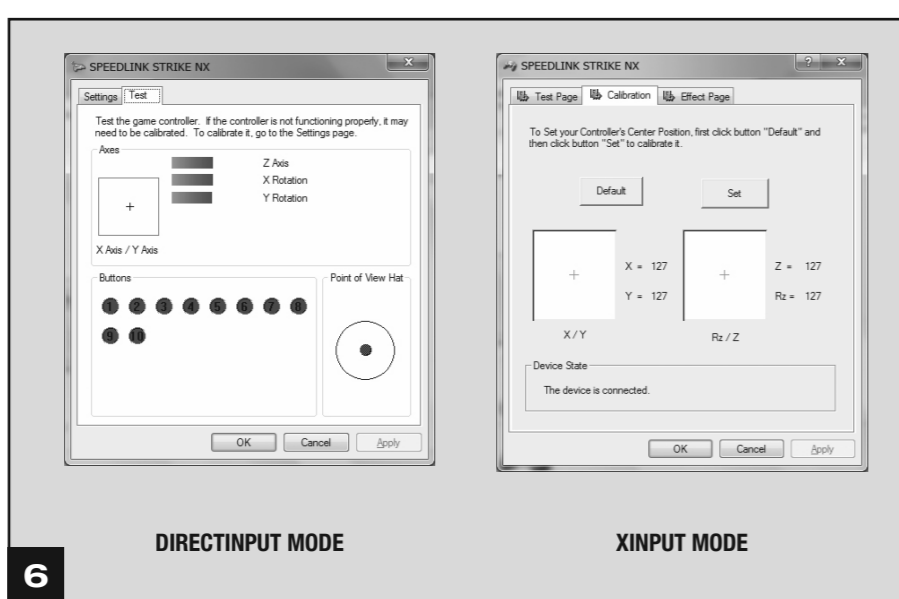 SPEEDLINK STRIKE NX
Settings Test
Test the game controller. If the controller is not functioning properly, it may
need to be calibrated. To calibrate it, go to the Settings page.
Axes
Z Axis
X Rotation
Y Rotation
X Axis / Y Axis
Buttons
1 2 3 4 5 6 7 8
9 10
Point of View Hat
OK Cancel Apply
DIRECTINPUT MODE
SPEEDLINK STRIKE NX
Test Page Calibration Effect Page
To Set your Controller's Center Position, first click button "Default" and
then click button "Set" to calibrate it.
Default Set
X = 127
Y = 127
X / Y
Z = 127
Rz = 127
Rz / Z
Device State
The device is connected.
OK Cancel Apply
XINPUT MODE
6